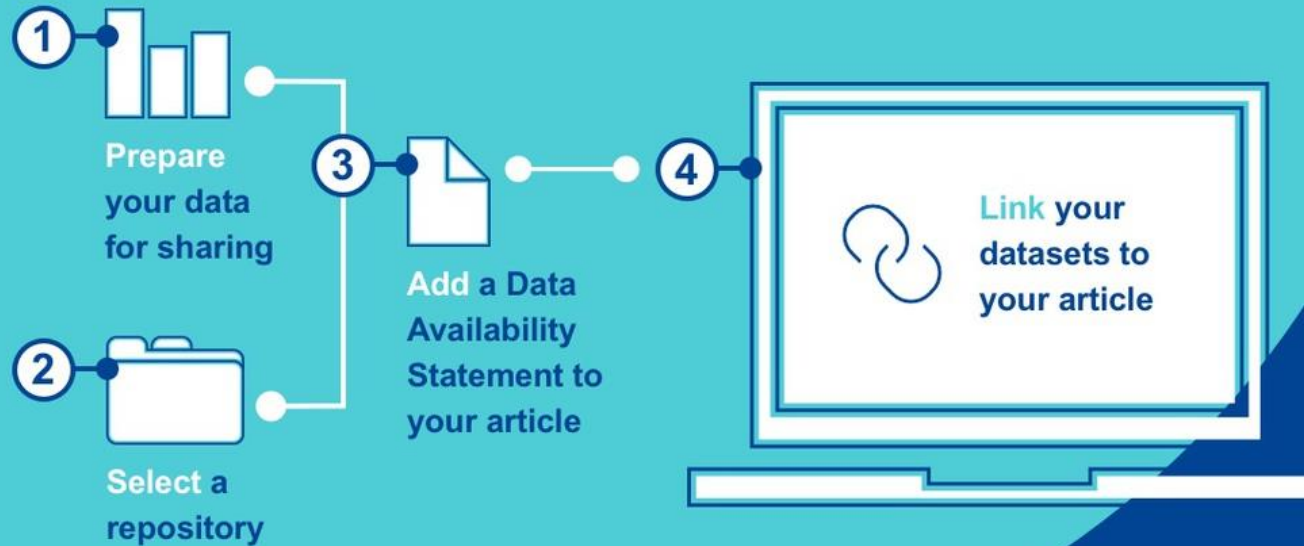 1
Prepare
your data
for sharing
2
Select a
repository
3
Add a Data
Availability
Statement to
your article
4
Link your
datasets to
your article